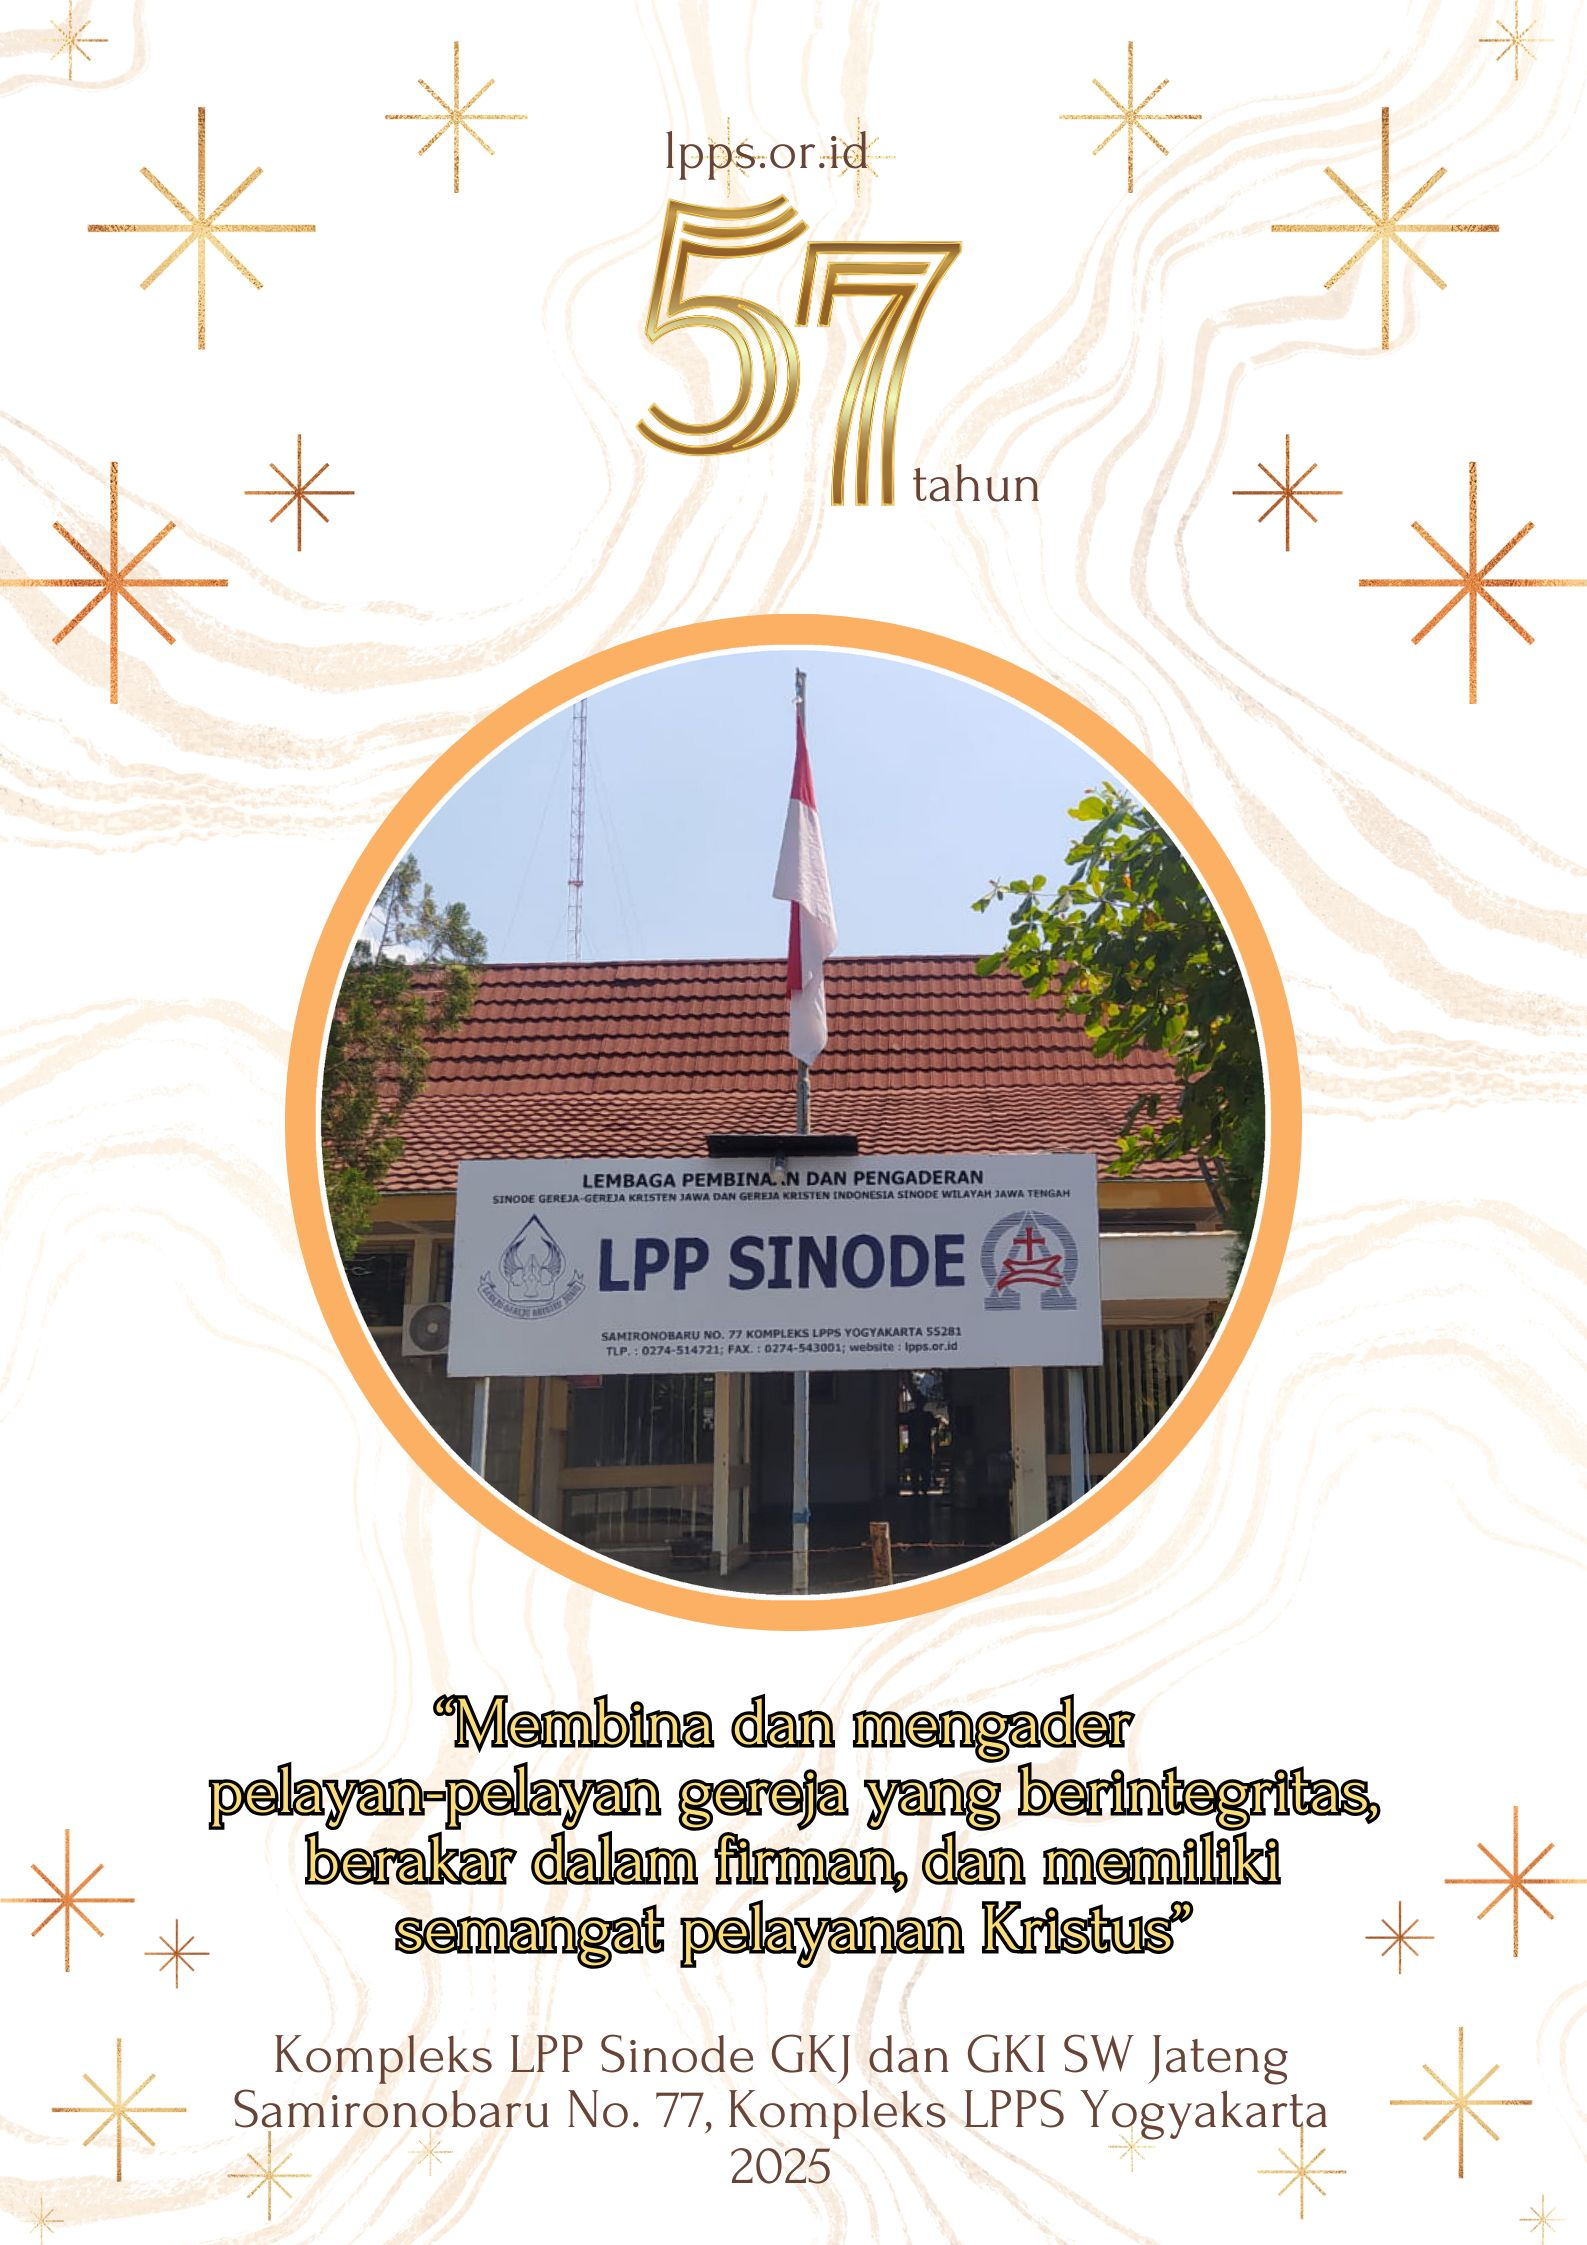 lpps.or.id
57
tahun
LEMBAGA PEMBINAAN DAN PENGADERAN
SINODE GEREJA-GEREJA KRISTEN JAWA DAN GEREJA KRISTEN INDONESIA SINODE WILAYAH JAWA TENGAH
LPP SINODE
SAMIRONOBARU NO. 77 KOMPLEKS LPPS YOGYAKARTA 55281
TLP. : 0274-514721; FAX. : 0274-543001; website : lpps.or.id
“Membina dan mengader
pelayan-pelayan gereja yang berintegritas,
berakar dalam firman, dan memiliki
semangat pelayanan Kristus”
Kompleks LPP Sinode GKJ dan GKI SW Jateng
Samironobaru No. 77, Kompleks LPPS Yogyakarta
2025